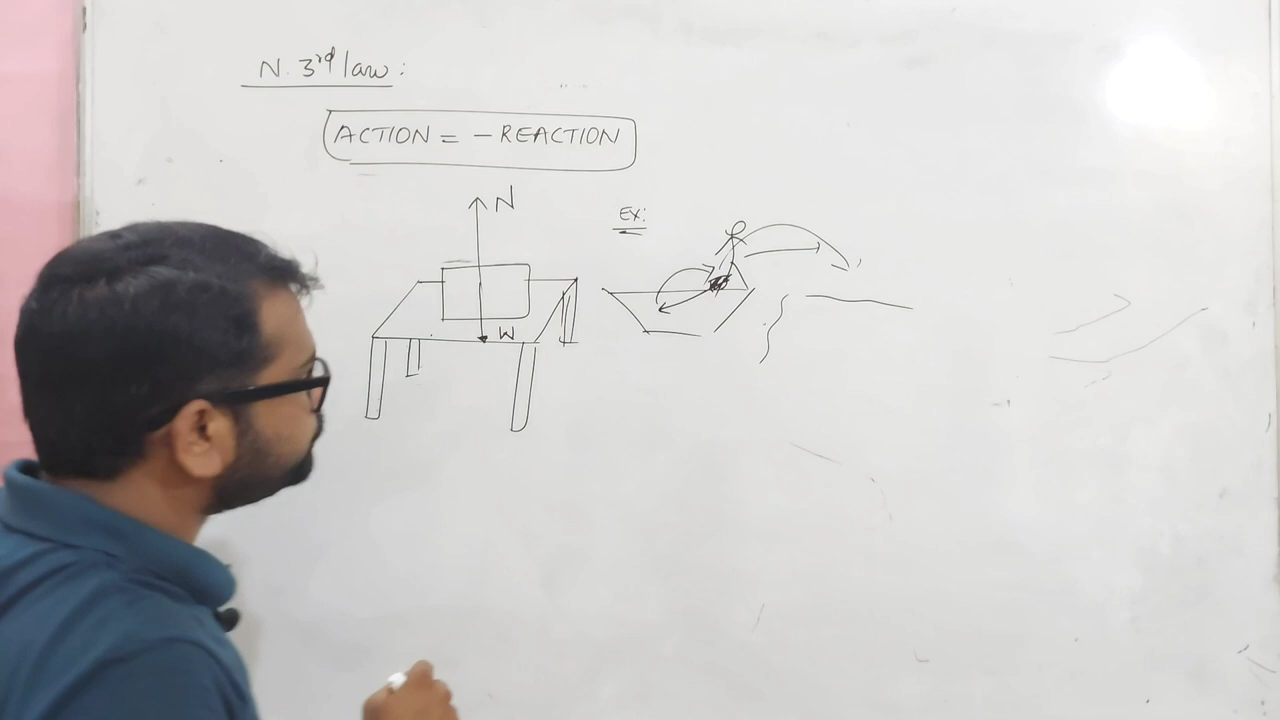 N. 3rd law:
ACTION = - REACTION
N
Ex:
W